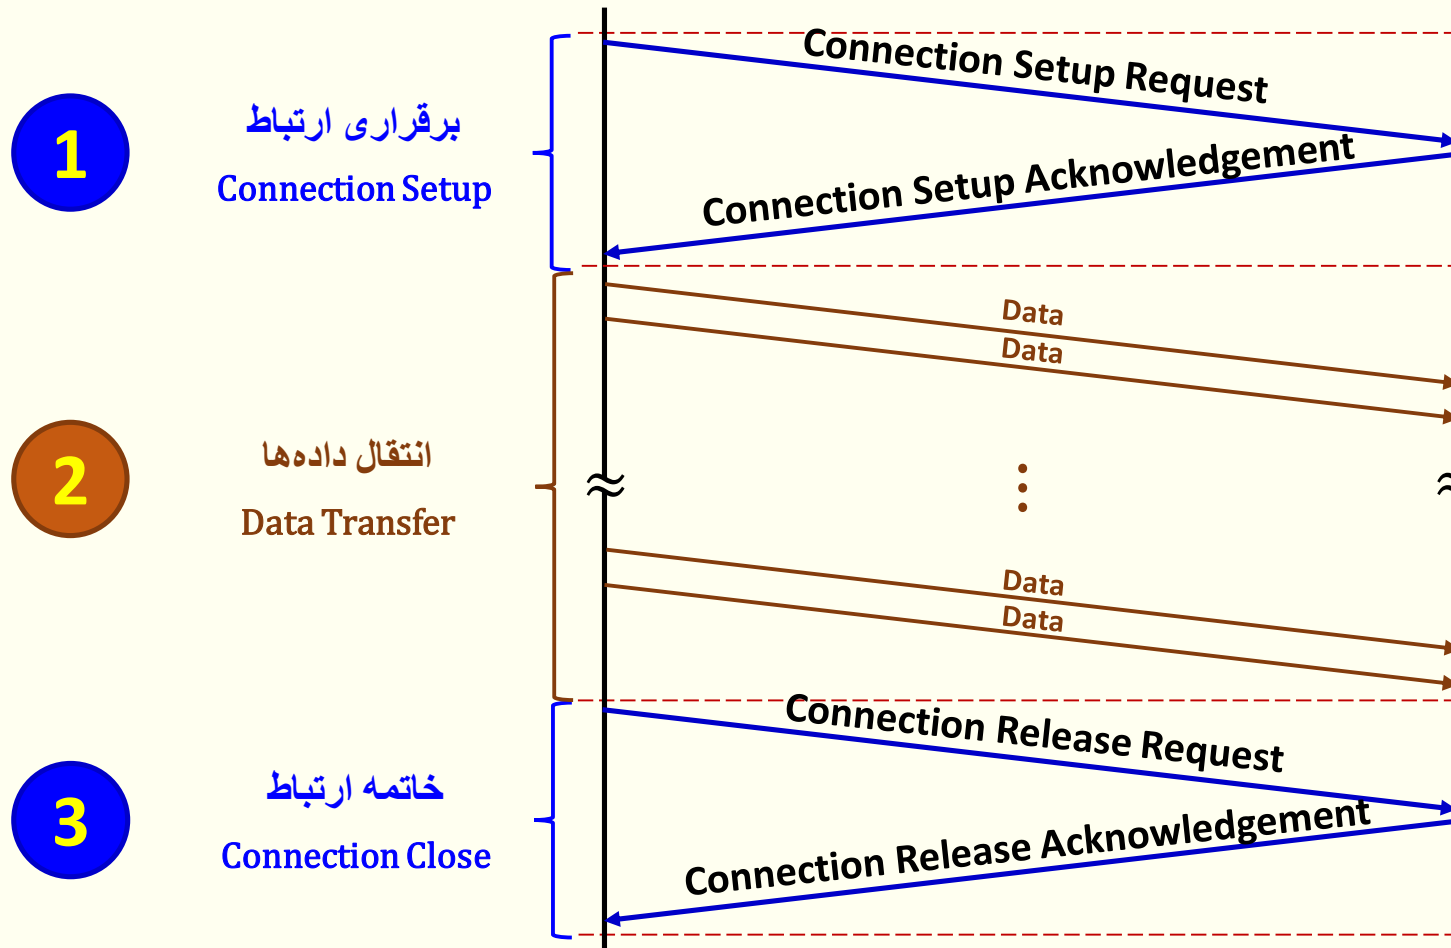 Connection Setup Request
1
برقراری ارتباط
Connection Setup
Connection Setup Acknowledgement
Data
Data
2
انتقال داده‌ها
Data Transfer
Data
Data
Connection Release Request
3
خاتمه ارتباط
Connection Close
Connection Release Acknowledgement